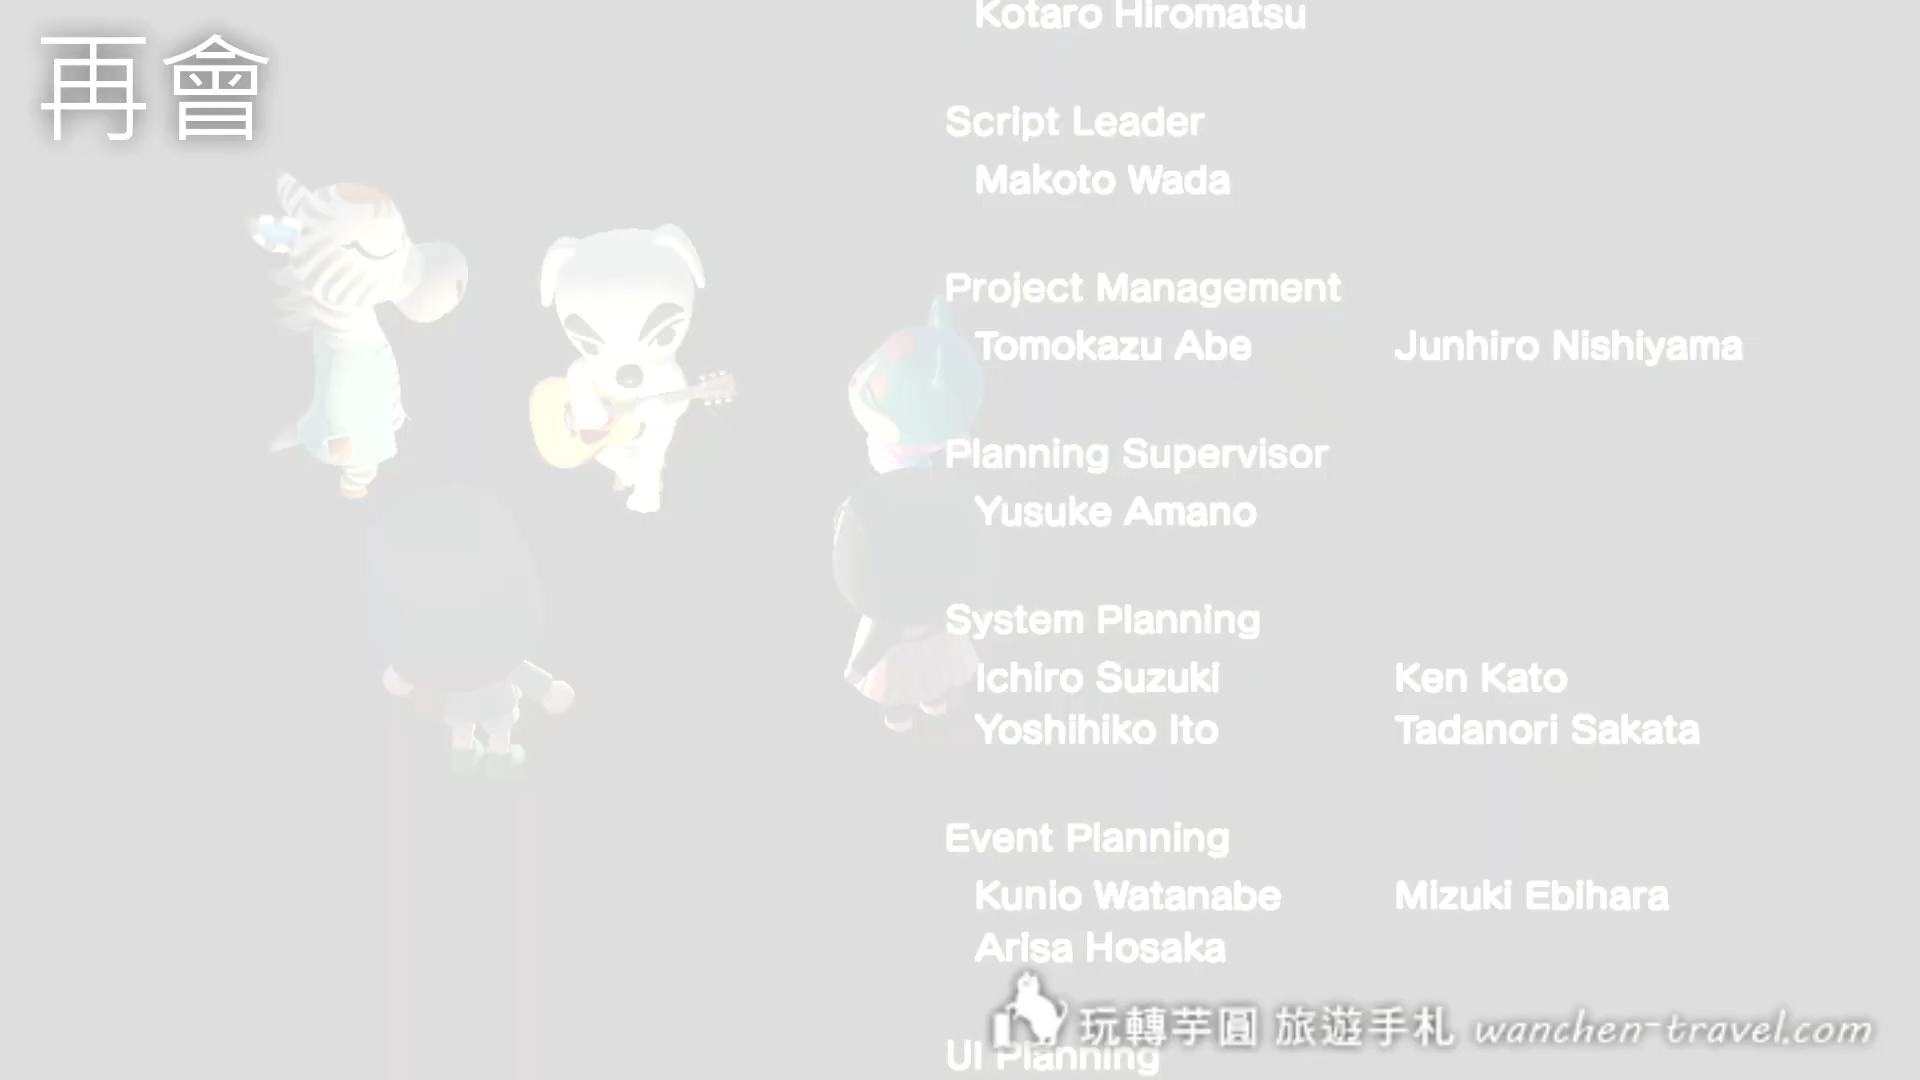 再會
Kotaro Hiromatsu
Script Leader
Makoto Wada
Project Management
Tomokazu Abe Junhiro Nishiyama
Planning Supervisor
Yusuke Amano
System Planning
Ichiro Suzuki Ken Kato
Yoshihiko Ito Tadanori Sakata
Event Planning
Kunio Watanabe Mizuki Ebihara
Arisa Hosaka
玩轉芋圓 旅遊手札 wanchen-travel.com
UI Planning